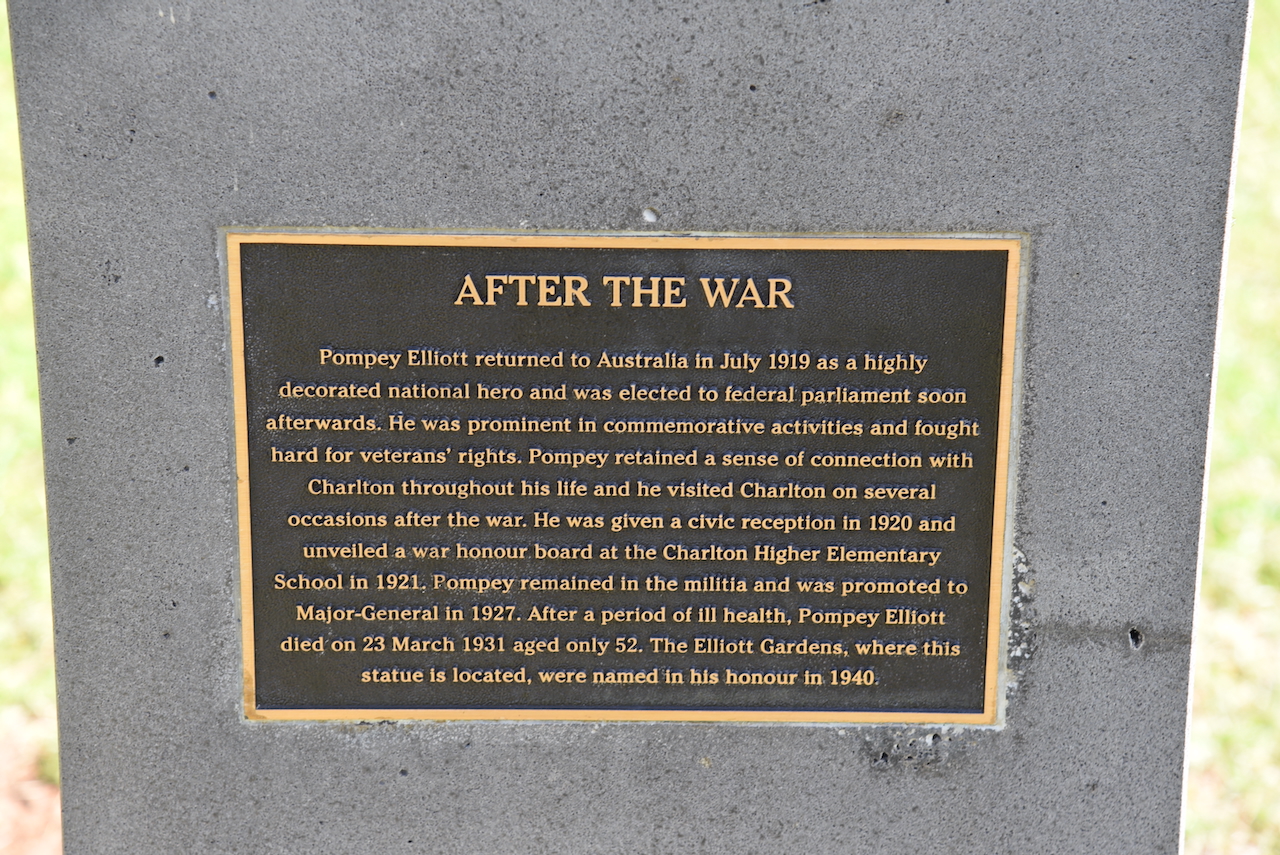 AFTER THE WAR
Pompey Elliott returned to Australia in July 1919 as a highly
decorated national hero and was elected to federal parliament soon
afterwards. He was prominent in commemorative activities and fought
hard for veterans' rights. Pompey retained a sense of connection with
Charlton throughout his life and he visited Charlton on several
occasions after the war. He was given a civic reception in 1920 and
unveiled a war honour board at the Charlton Higher Elementary
School in 1921. Pompey remained in the militia and was promoted to
Major-General in 1927. After a period of ill health, Pompey Elliott
died on 23 March 1931 aged only 52. The Elliott Gardens, where this
statue is located, were named in his honour in 1940.